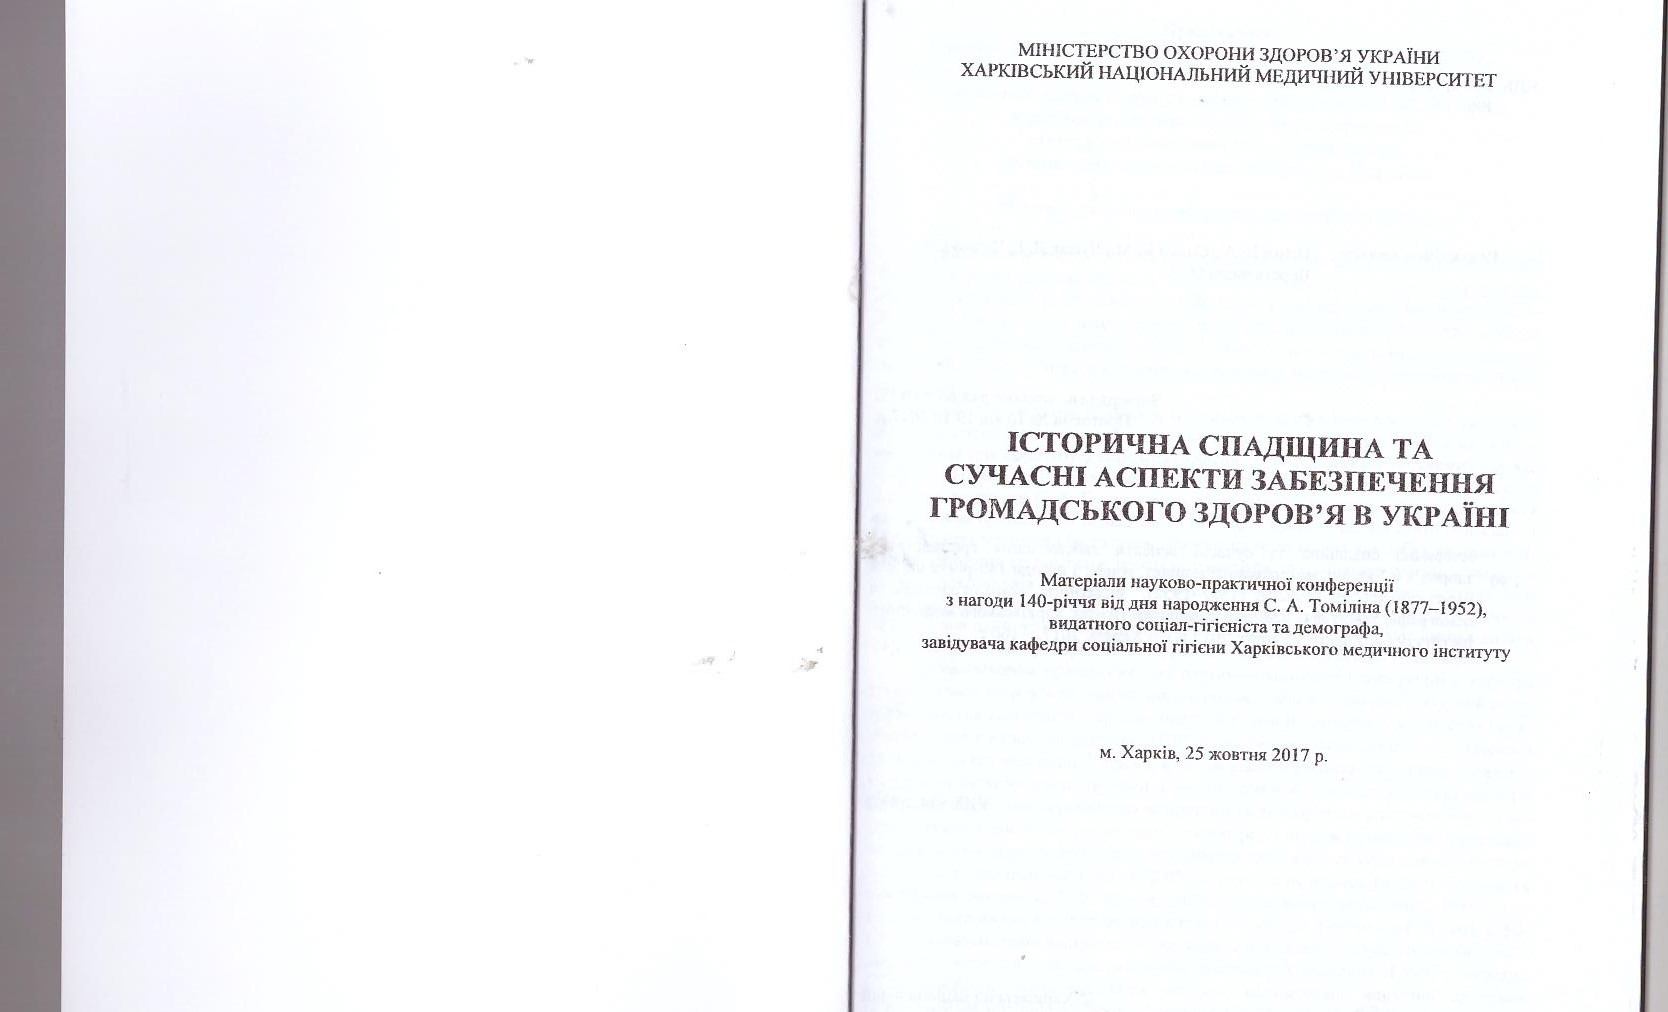 МІНІСТЕРСТВО ОХОРОНИ ЗДОРОВ'Я УКРАЇНИ
ХАРКІВСЬКИЙ НАЦІОНАЛЬНИЙ МЕДИЧНИЙ УНІВЕРСИТЕТ
ІСТОРИЧНА СПАДЩИНА ТА
СУЧАСНІ АСПЕКТИ ЗАБЕЗПЕЧЕННЯ
ГРОМАДСЬКОГО ЗДОРОВ'Я В УКРАЇНІ
Матеріали науково-практичної конференції
з нагоди 140-річчя від дня народження С. А. Томіліна (1877–1952),
видатного соціал-гігієніста та демографа,
завідувача кафедри соціальної гігієни Харківського медичного інституту
м. Харків, 25 жовтня 2017 р.